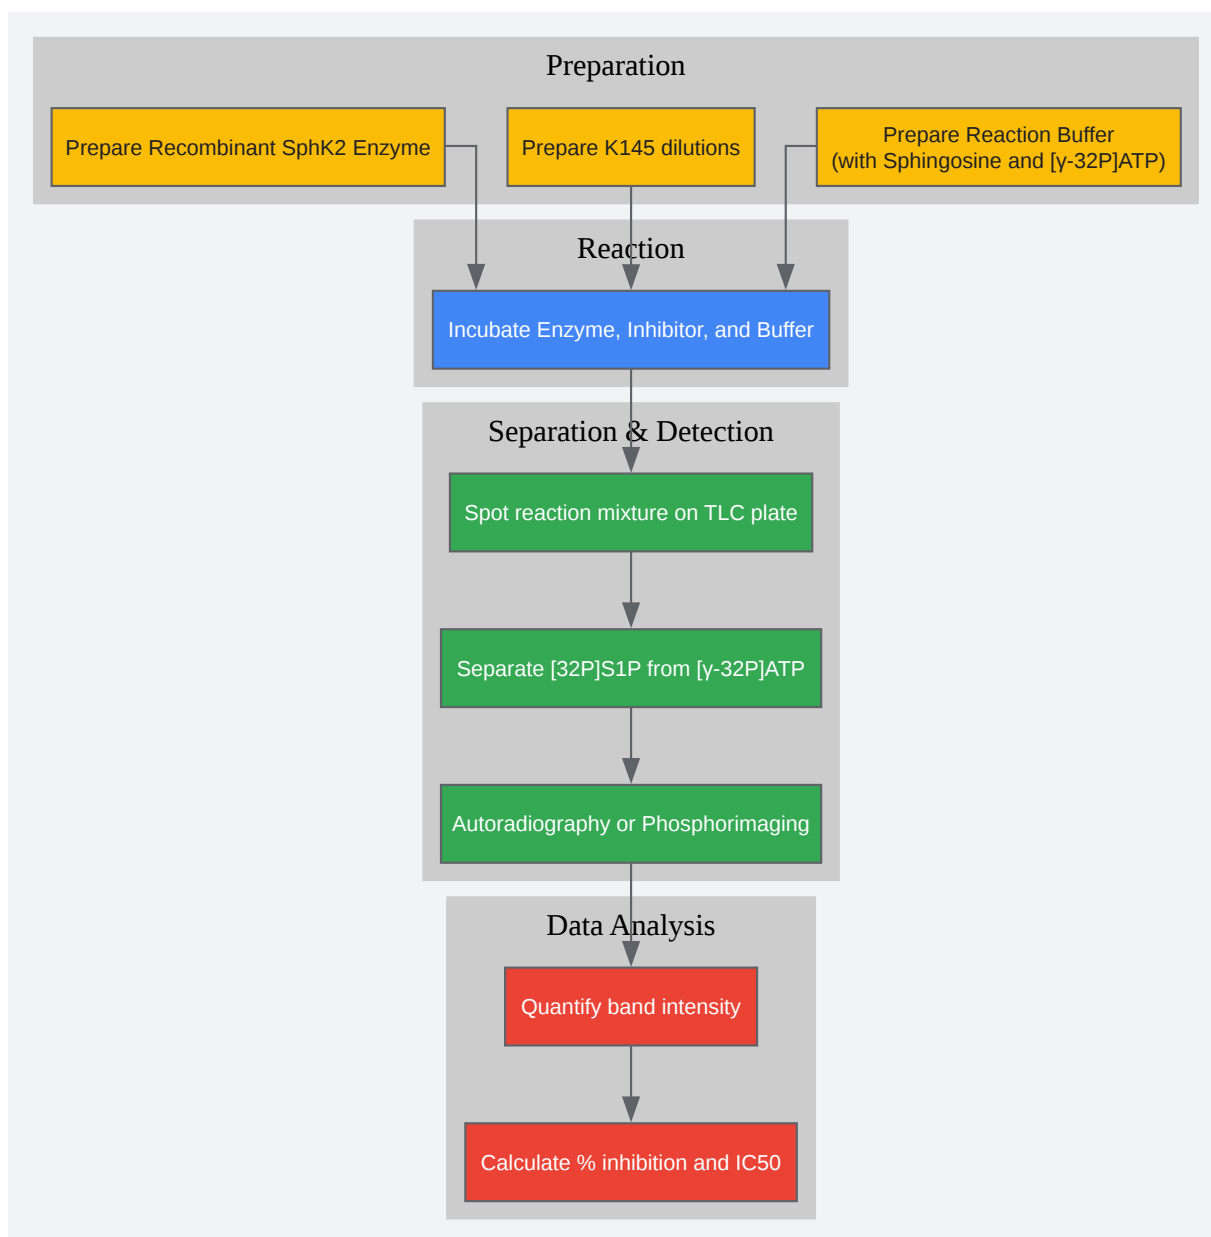 Preparation
Prepare Recombinant SphK2 Enzyme
Prepare K145 dilutions
Prepare Reaction Buffer
(with Sphingosine and [γ-32P]ATP)
Reaction
Incubate Enzyme, Inhibitor, and Buffer
Separation & Detection
Spot reaction mixture on TLC plate
Separate [32P]S1P from [γ-32P]ATP
Autoradiography or Phosphorimaging
Data Analysis
Quantify band intensity
Calculate % inhibition and IC50